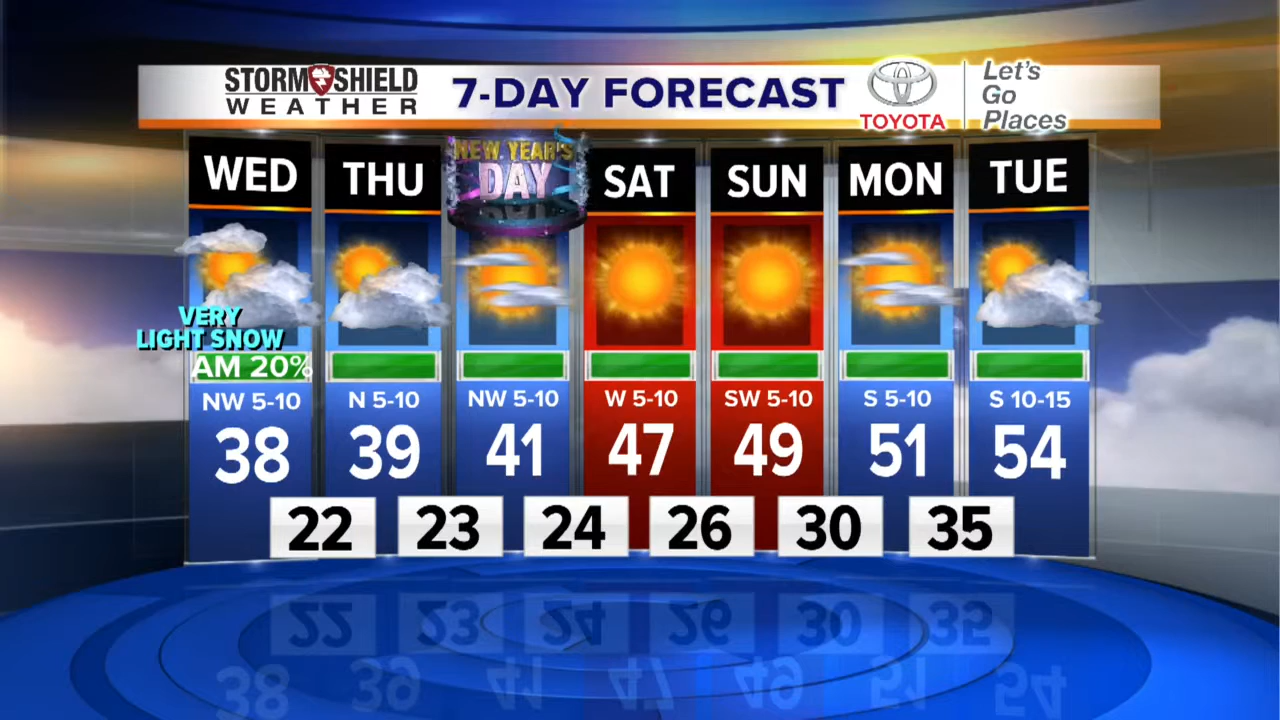 STORM SHIELD
WEATHER
7-DAY FORECAST
TOYOTA
Let's
Go
Places
WED
THU
NEW YEAR'S
DAY
SAT
SUN
MON
TUE
VERY
LIGHT SNOW
AM 20%
NW 5-10
N 5-10
NW 5-10
W 5-10
SW 5-10
S 5-10
S 10-15
38
39
41
47
49
51
54
22
23
24
26
30
35